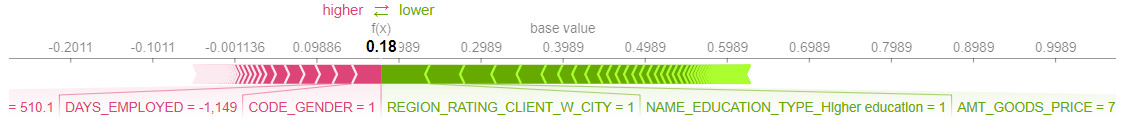 higher ⇄ lower
f(x) base value
-0.2011 -0.1011 -0.001136 0.09886 0.18 989 0.2989 0.3989 0.4989 0.5989 0.6989 0.7989 0.8989 0.9989
= 510.1 DAYS_EMPLOYED = -1,149 CODE_GENDER = 1 REGION_RATING_CLIENT_W_CITY = 1 NAME_EDUCATION_TYPE_Higher education = 1 AMT_GOODS_PRICE = 7